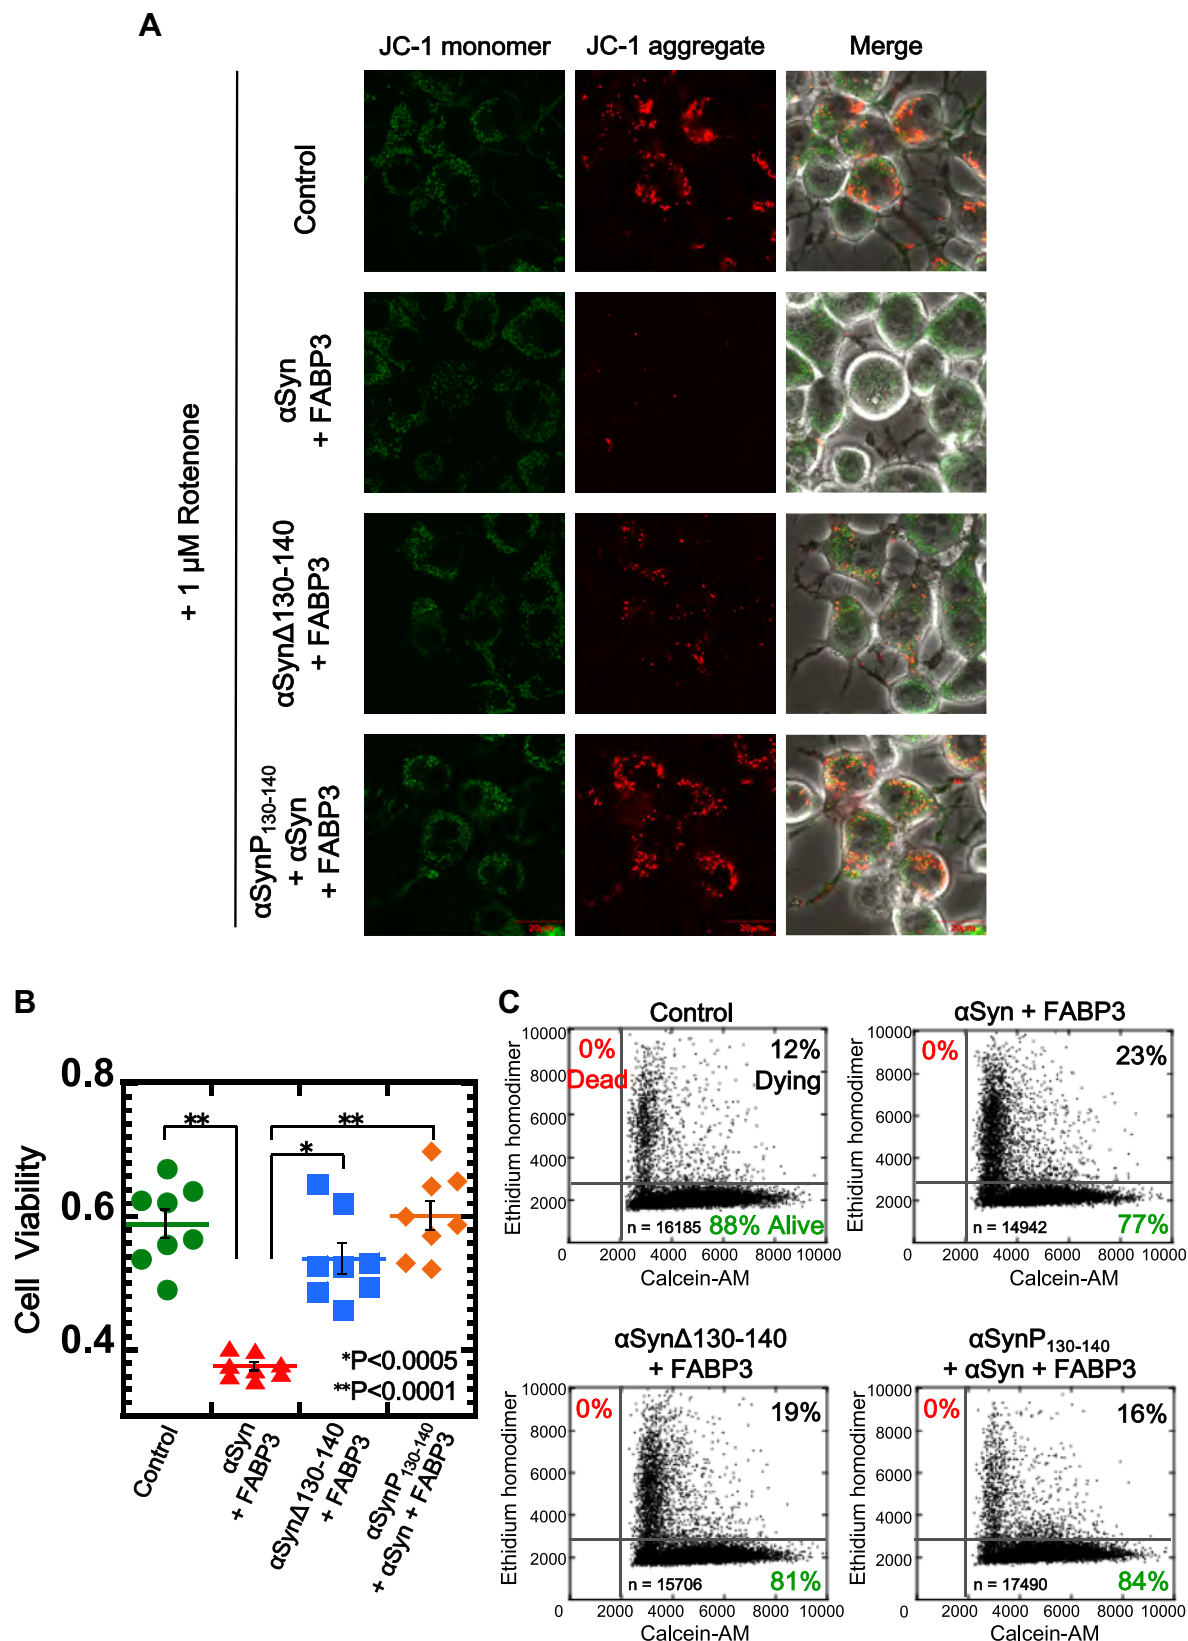 A
JC-1 monomer
JC-1 aggregate
Merge
+ 1 µM Rotenone
Control
αSyn
+ FABP3
αSynΔ130-140
+ FABP3
αSynP130-140
+ αSyn
+ FABP3
20µm
20µm
20µm
B
Cell Viability
0.8
0.6
0.4
**
*
**
*P<0.0005
**P<0.0001
Control
αSyn
+ FABP3
αSynΔ130-140
+ FABP3
αSynP130-140
+ αSyn + FABP3
C
Control
Ethidium homodimer
10000
8000
6000
4000
2000
0%
Dead
12%
Dying
n = 16185
88% Alive
0
2000
4000
6000
8000
10000
Calcein-AM
αSyn + FABP3
Ethidium homodimer
10000
8000
6000
4000
2000
0%
23%
n = 14942
77%
0
2000
4000
6000
8000
10000
Calcein-AM
αSynΔ130-140
+ FABP3
Ethidium homodimer
10000
8000
6000
4000
2000
0%
19%
n = 15706
81%
0
2000
4000
6000
8000
10000
Calcein-AM
αSynP130-140
+ αSyn + FABP3
Ethidium homodimer
10000
8000
6000
4000
2000
0%
16%
n = 17490
84%
0
2000
4000
6000
8000
10000
Calcein-AM